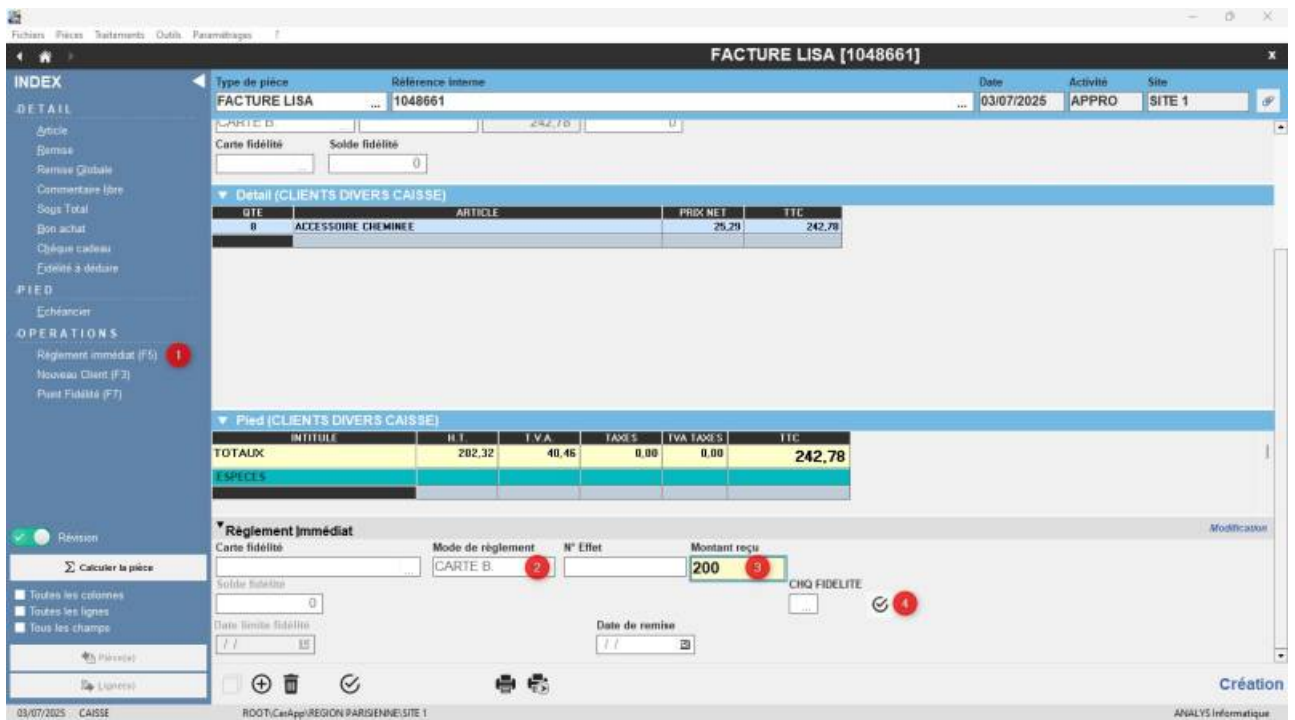 Fichiers Pièces Traitements Outils Paramétrages ?
FACTURE LISA [1048661] x
INDEX
DETAIL
Article
Remise
Remise Globale
Commentaire libre
Sous Total
Bon achat
Chèque cadeau
Fidélité à déduire
PIED
Echéancier
OPERATIONS
Règlement immédiat (F5) 1
Nouveau Client (F3)
Point Fidélité (F7)
Révision
Σ Calculer la pièce
Toutes les colonnes
Toutes les lignes
Tous les champs
Pièce(s)
Ligne(s)
Type de pièce Référence interne Date Activité Site
FACTURE LISA ... 1048661 ... 03/07/2025 APPRO SITE 1
CARTE B. ... 242,78 0
Carte fidélité Solde fidélité
... 0
Détail (CLIENTS DIVERS CAISSE)
QTE ARTICLE PRIX NET TTC
8 ACCESSOIRE CHEMINEE 25,29 242,78
Pied (CLIENTS DIVERS CAISSE)
INTITULE H.T. T.V.A. TAXES TVA TAXES TTC
TOTAUX 202,32 40,46 0,00 0,00 242,78
ESPECES
Règlement Immédiat Modification
Carte fidélité Mode de règlement N° Effet Montant reçu
... CARTE B. 2 200 3
Solde fidélité CHQ FIDELITE
0 ... 4
Date limite fidélité Date de remise
/ / / /
Création
03/07/2025 CAISSE ROOT\CenApp\REGION PARISIENNE\SITE 1 ANALYS Informatique